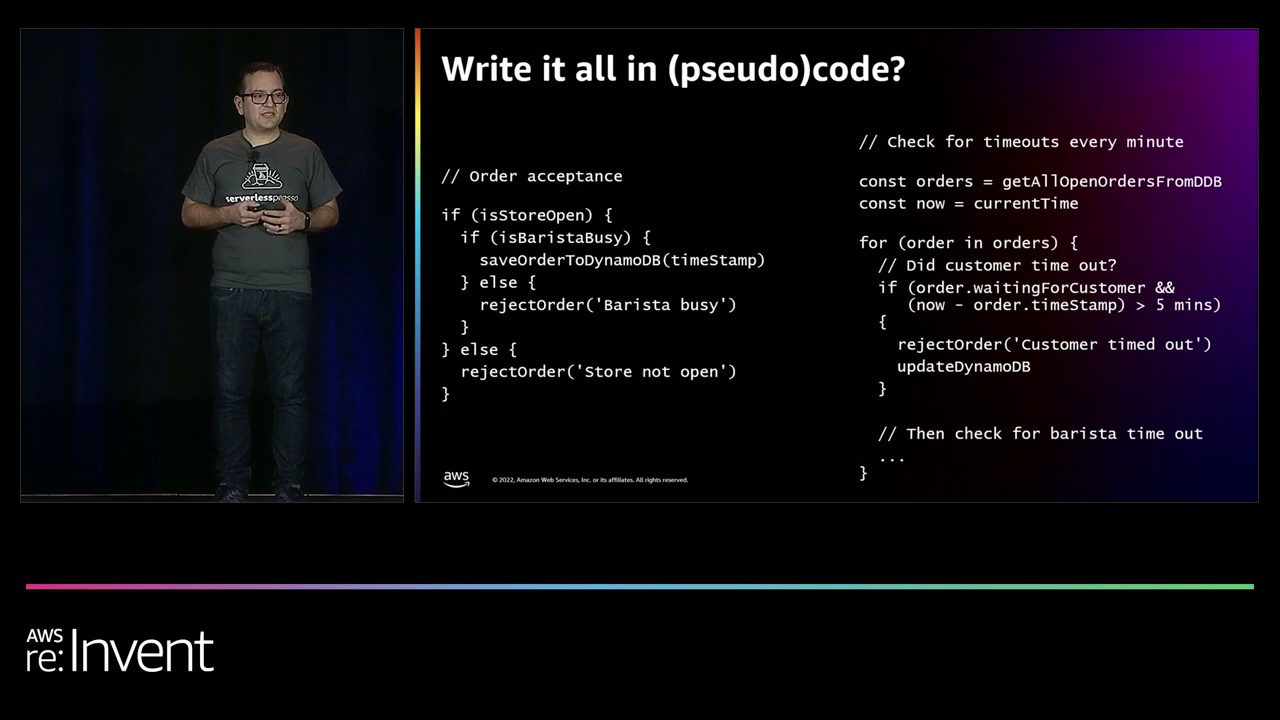 serverlesspresso
Write it all in (pseudo)code?
// Order acceptance
if (isStoreOpen) {
if (isBaristaBusy) {
saveOrderToDynamoDB(timeStamp)
} else {
rejectOrder('Barista busy')
}
} else {
rejectOrder('Store not open')
}
// Check for timeouts every minute
const orders = getAllOpenOrdersFromDDB
const now = currentTime
for (order in orders) {
// Did customer time out?
if (order.waitingForCustomer &&
(now - order.timeStamp) > 5 mins)
{
rejectOrder('Customer timed out')
updateDynamoDB
}
// Then check for barista time out
...
}
aws
© 2022, Amazon Web Services, Inc. or its affiliates. All rights reserved.
AWS
re:Invent